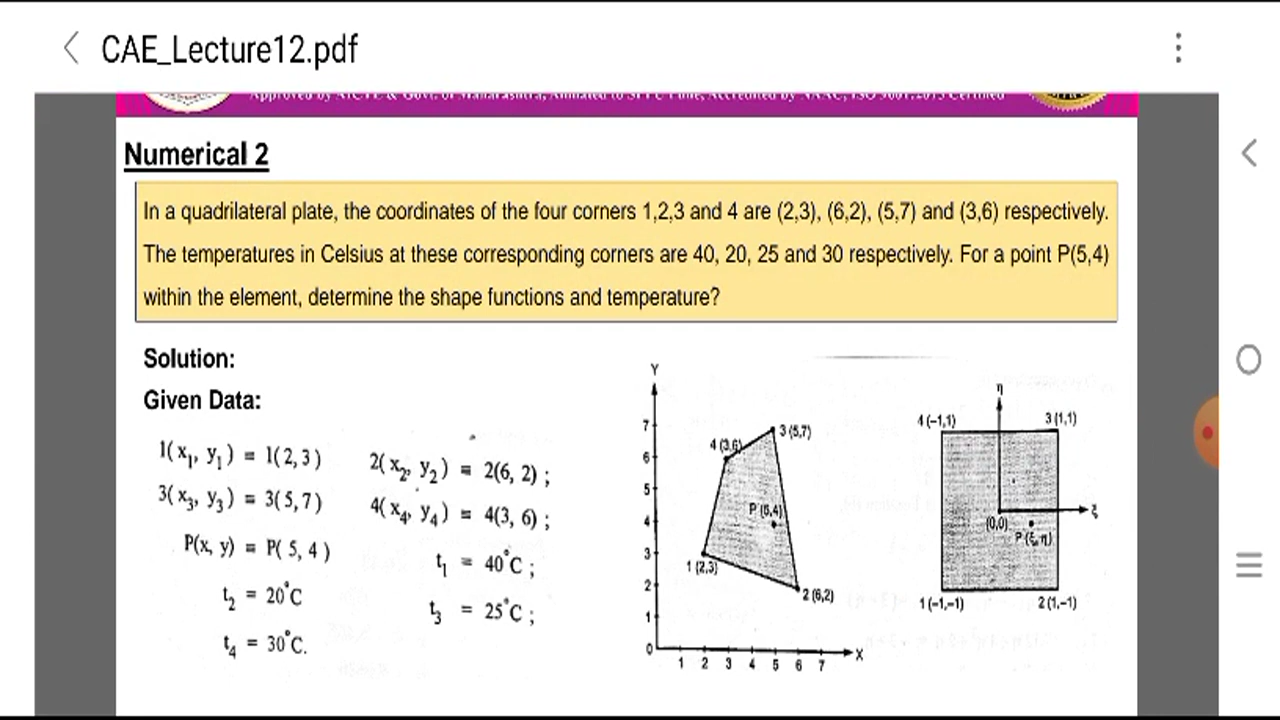 CAE_Lecture12.pdf
Numerical 2
In a quadrilateral plate, the coordinates of the four corners 1,2,3 and 4 are (2,3), (6,2), (5,7) and (3,6) respectively.
The temperatures in Celsius at these corresponding corners are 40, 20, 25 and 30 respectively. For a point P(5,4)
within the element, determine the shape functions and temperature?
Solution:
Given Data:
1( x₁, y₁ ) = 1( 2, 3 )
2( x₂, y₂ ) = 2( 6, 2 ) ;
3( x₃, y₃ ) = 3( 5, 7 )
4( x₄, y₄ ) = 4( 3, 6 ) ;
P( x, y ) = P( 5, 4 )
t₁ = 40°C ;
t₂ = 20°C
t₃ = 25°C ;
t₄ = 30°C.
Y
7
6
5
4
3
2
1
0
1 2 3 4 5 6 7
X
4 (3,6)
3 (5,7)
P (5,4)
1 (2,3)
2 (6,2)
η
4 (–1,1)
3 (1,1)
ξ
(0,0)
P (ξ, η)
1 (–1,–1)
2 (1,–1)